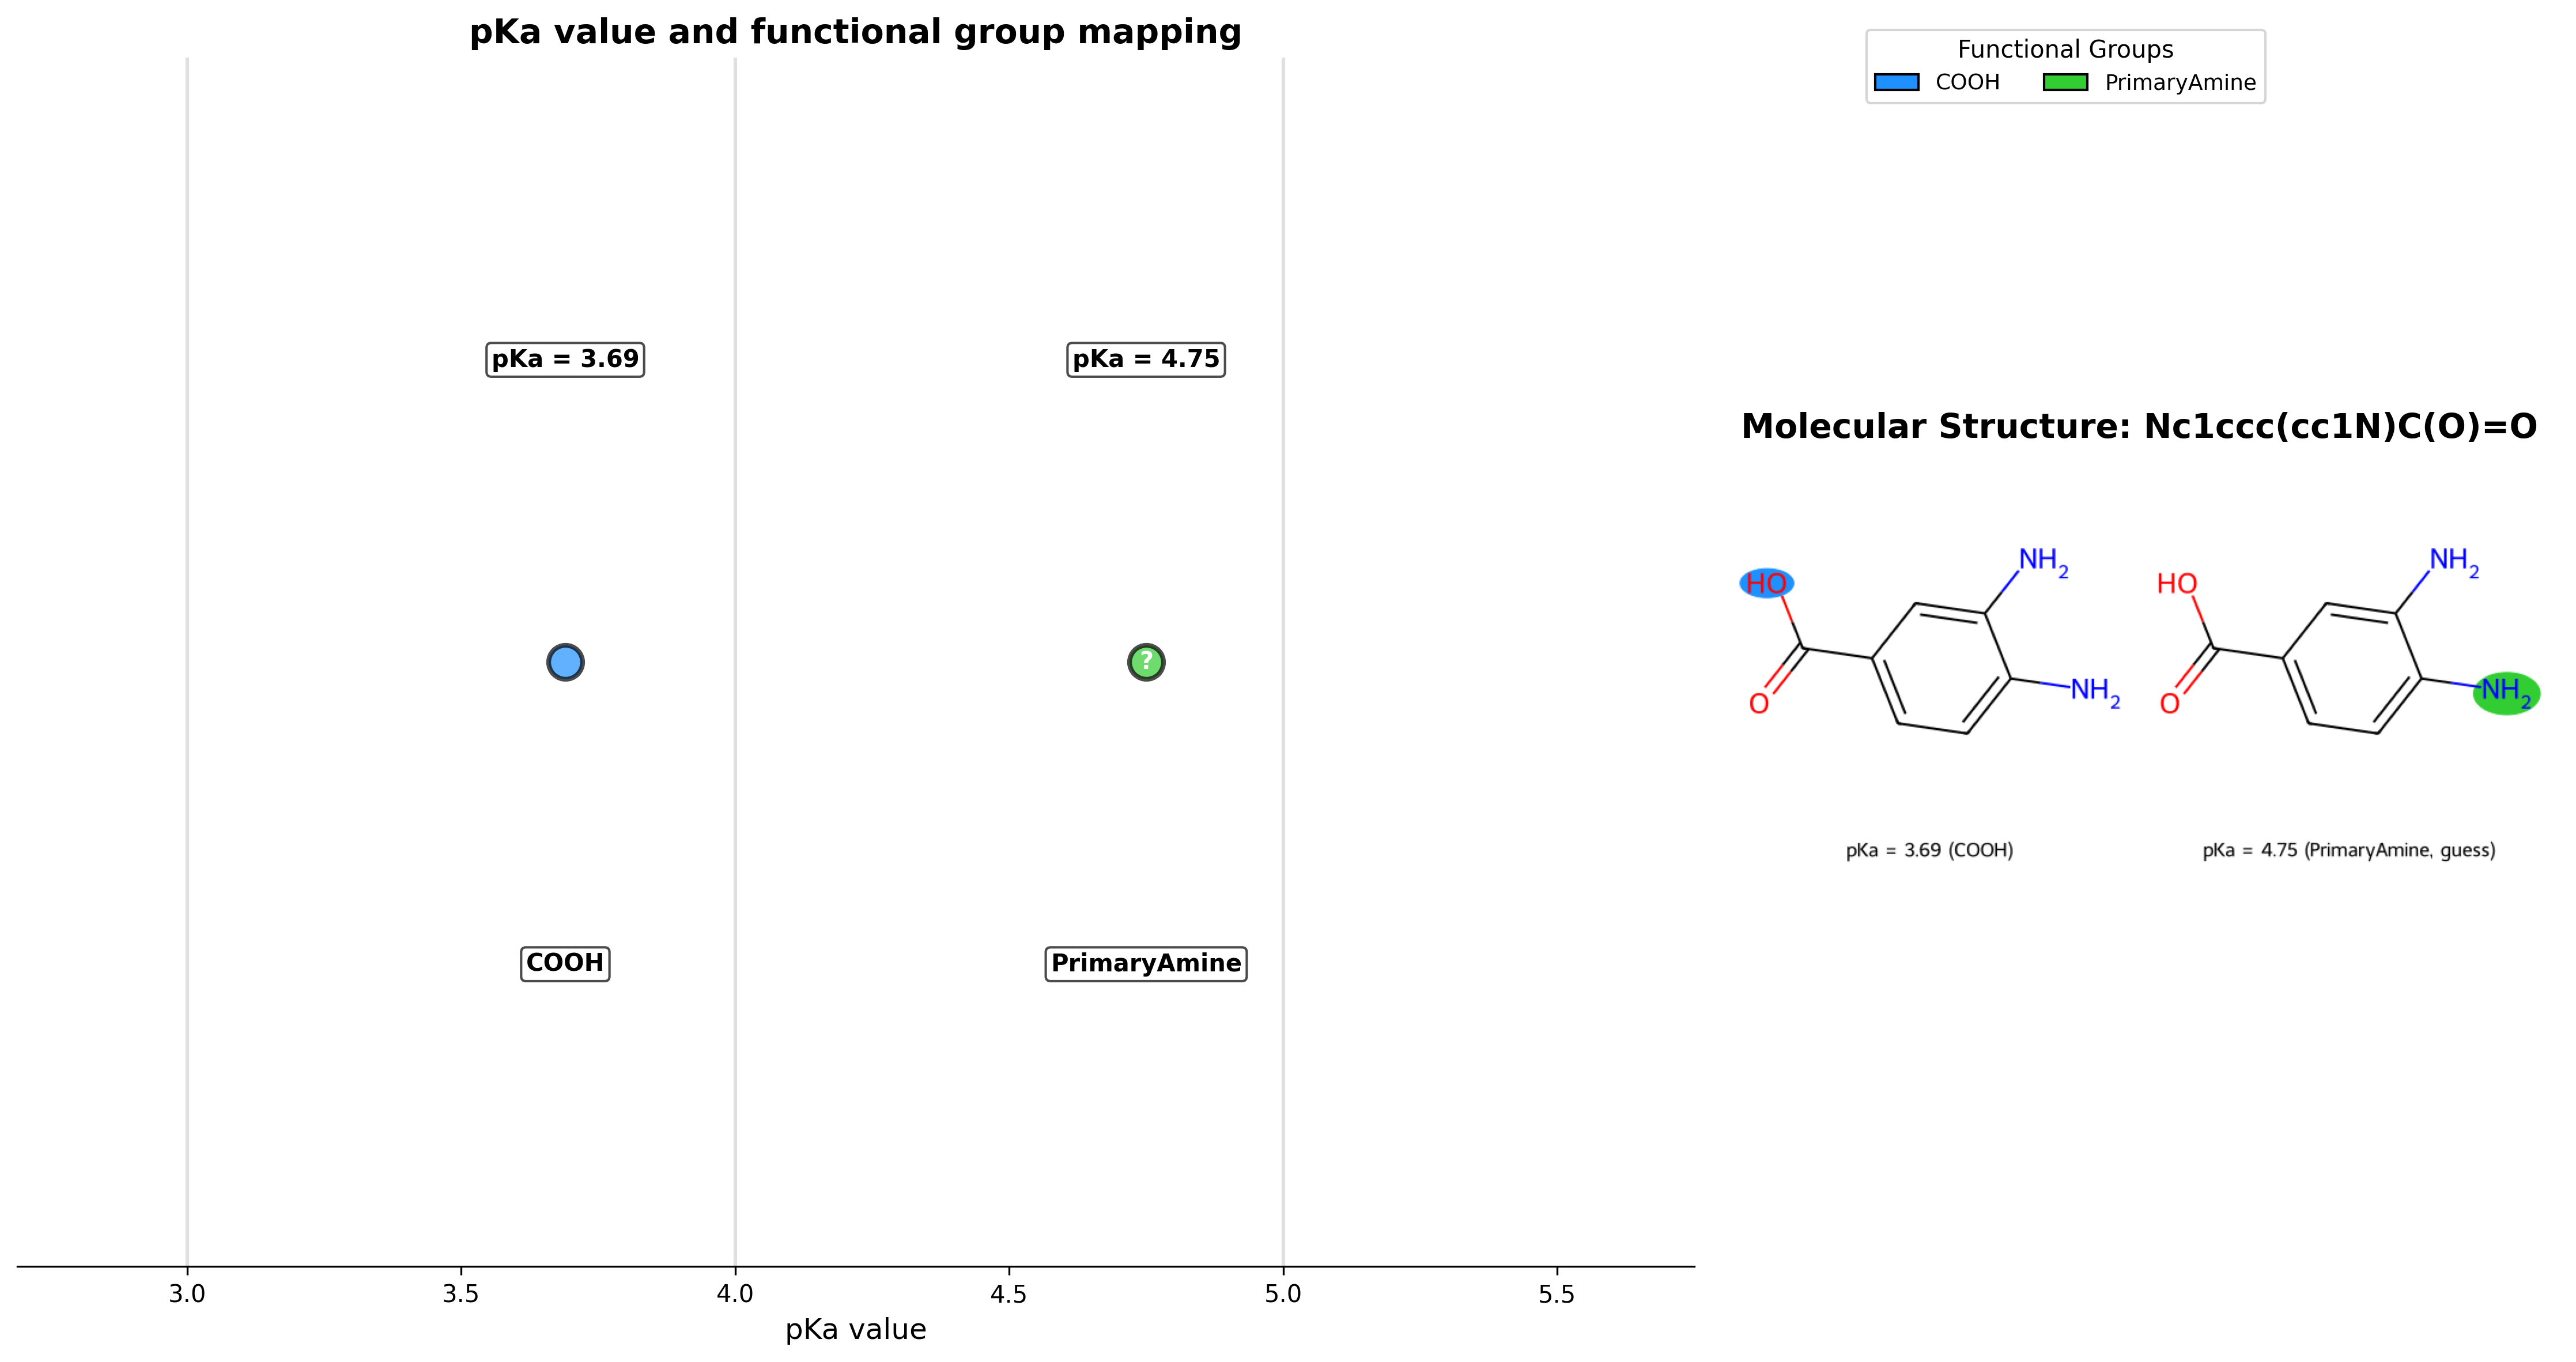 pKa value and functional group mapping
pKa = 3.69
pKa = 4.75
?
COOH
PrimaryAmine
3.0
3.5
4.0
4.5
5.0
5.5
pKa value
Functional Groups
COOH
PrimaryAmine
Molecular Structure: Nc1ccc(cc1N)C(O)=O
HO
O
NH2
NH2
pKa = 3.69 (COOH)
HO
O
NH2
NH2
pKa = 4.75 (PrimaryAmine, guess)